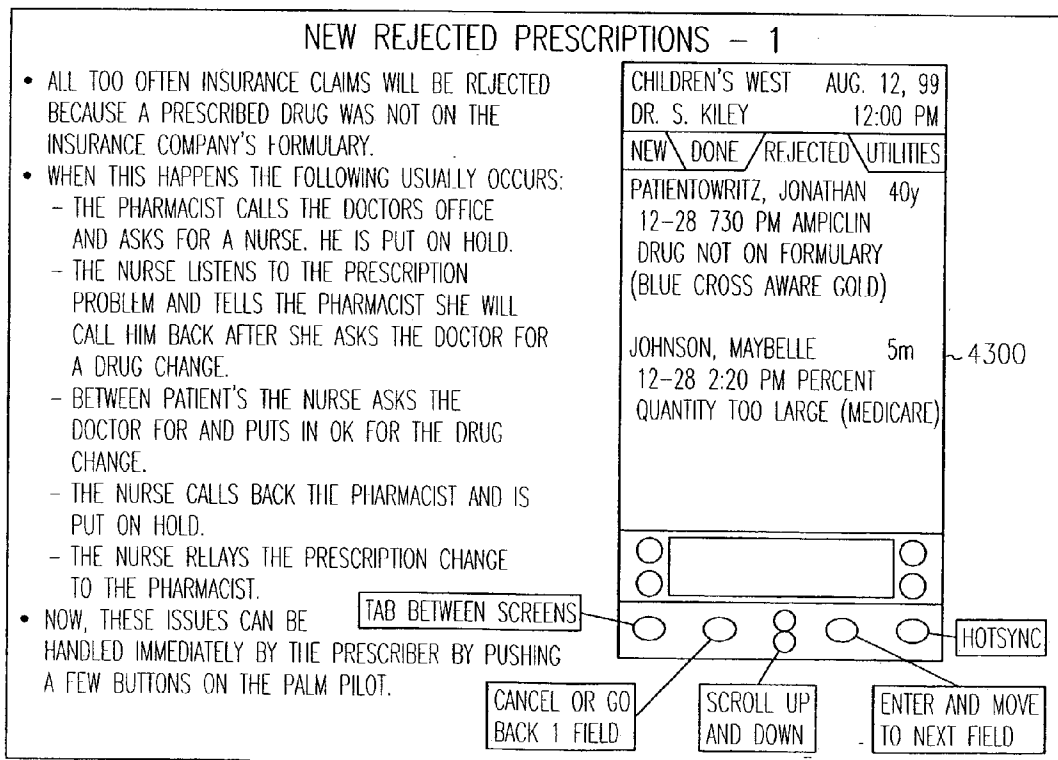 NEW REJECTED PRESCRIPTIONS – 1
• ALL TOO OFTEN INSURANCE CLAIMS WILL BE REJECTED
BECAUSE A PRESCRIBED DRUG WAS NOT ON THE
INSURANCE COMPANY'S FORMULARY.
• WHEN THIS HAPPENS THE FOLLOWING USUALLY OCCURS:
– THE PHARMACIST CALLS THE DOCTORS OFFICE
AND ASKS FOR A NURSE. HE IS PUT ON HOLD.
– THE NURSE LISTENS TO THE PRESCRIPTION
PROBLEM AND TELLS THE PHARMACIST SHE WILL
CALL HIM BACK AFTER SHE ASKS THE DOCTOR FOR
A DRUG CHANGE.
– BETWEEN PATIENT'S THE NURSE ASKS THE
DOCTOR FOR AND PUTS IN OK FOR THE DRUG
CHANGE.
– THE NURSE CALLS BACK THE PHARMACIST AND IS
PUT ON HOLD.
– THE NURSE RELAYS THE PRESCRIPTION CHANGE
TO THE PHARMACIST.
• NOW, THESE ISSUES CAN BE
HANDLED IMMEDIATELY BY THE PRESCRIBER BY PUSHING
A FEW BUTTONS ON THE PALM PILOT.
CHILDREN'S WEST AUG. 12, 99
DR. S. KILEY 12:00 PM
NEW DONE REJECTED UTILITIES
PATIENTOWRITZ, JONATHAN 40y
12–28 730 PM AMPICLIN
DRUG NOT ON FORMULARY
(BLUE CROSS AWARE GOLD)
JOHNSON, MAYBELLE 5m
12–28 2:20 PM PERCENT
QUANTITY TOO LARGE (MEDICARE)
4300
TAB BETWEEN SCREENS
HOTSYNC
CANCEL OR GO
BACK 1 FIELD
SCROLL UP
AND DOWN
ENTER AND MOVE
TO NEXT FIELD